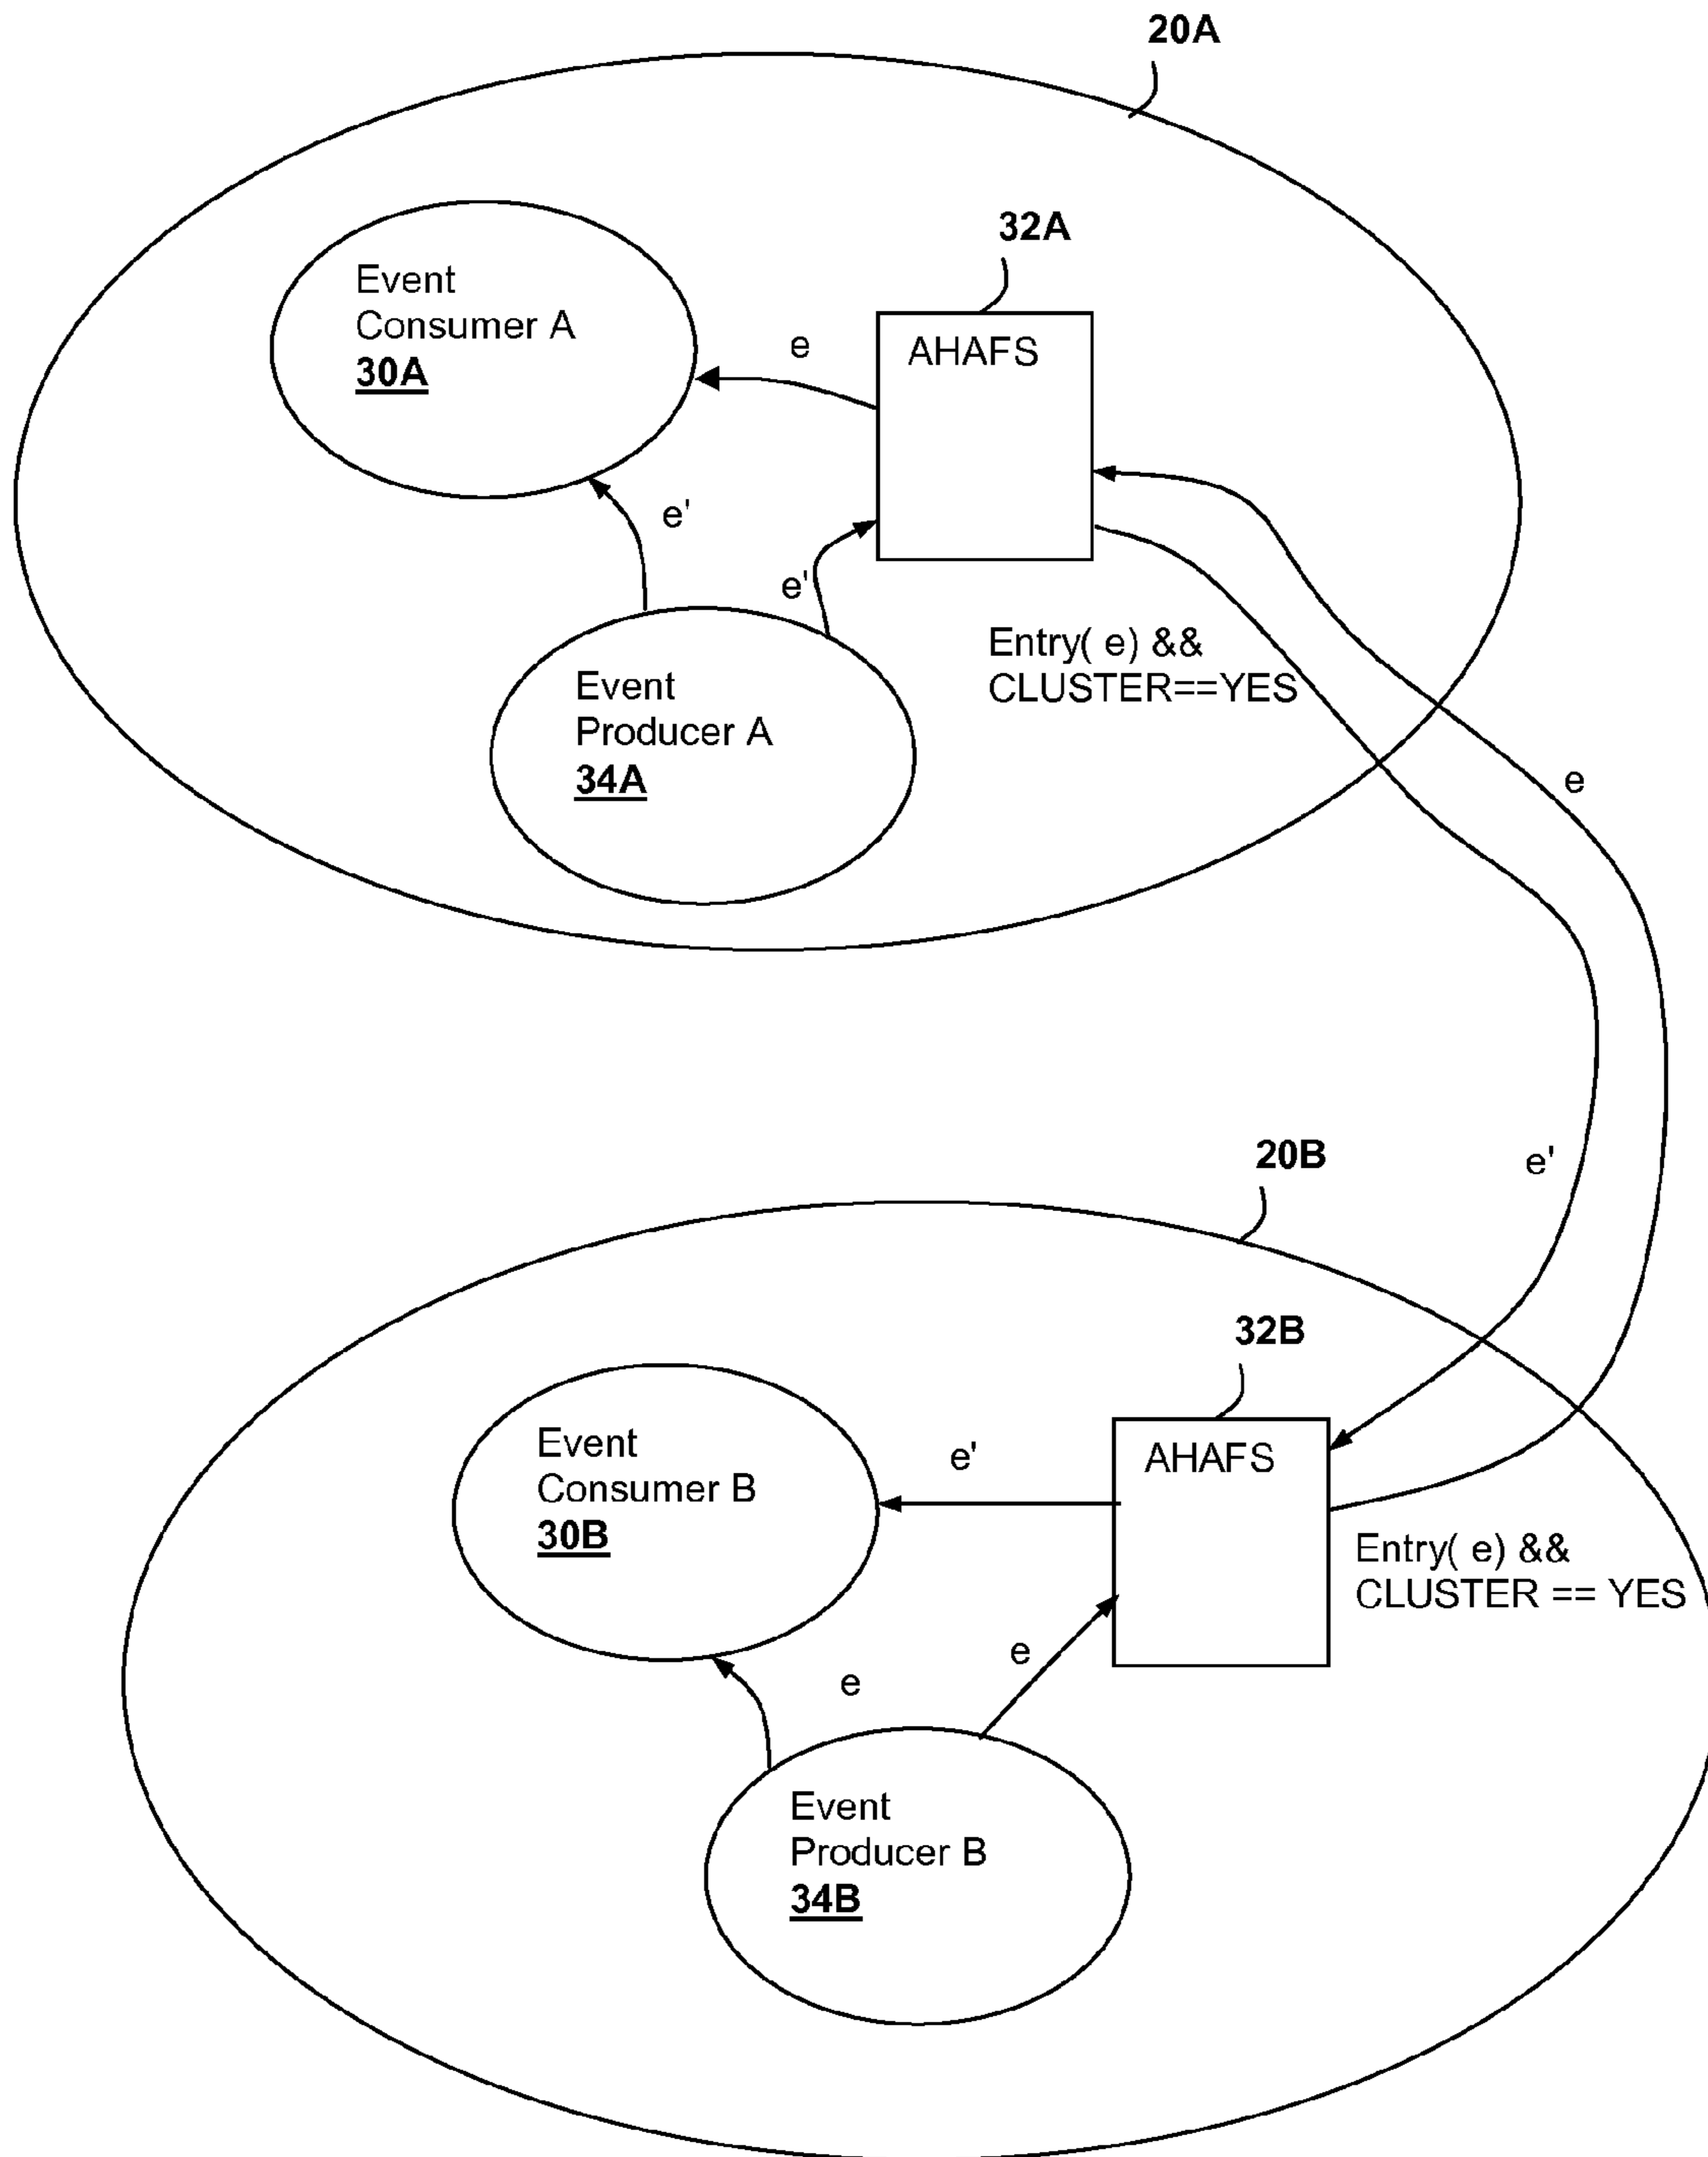 20A
32A
Event
Consumer A
30A
e
AHAFS
e'
e'
Entry( e) &&
CLUSTER==YES
Event
Producer A
34A
e
e'
20B
32B
Event
Consumer B
30B
e'
AHAFS
Entry( e) &&
CLUSTER == YES
e
e
Event
Producer B
34B